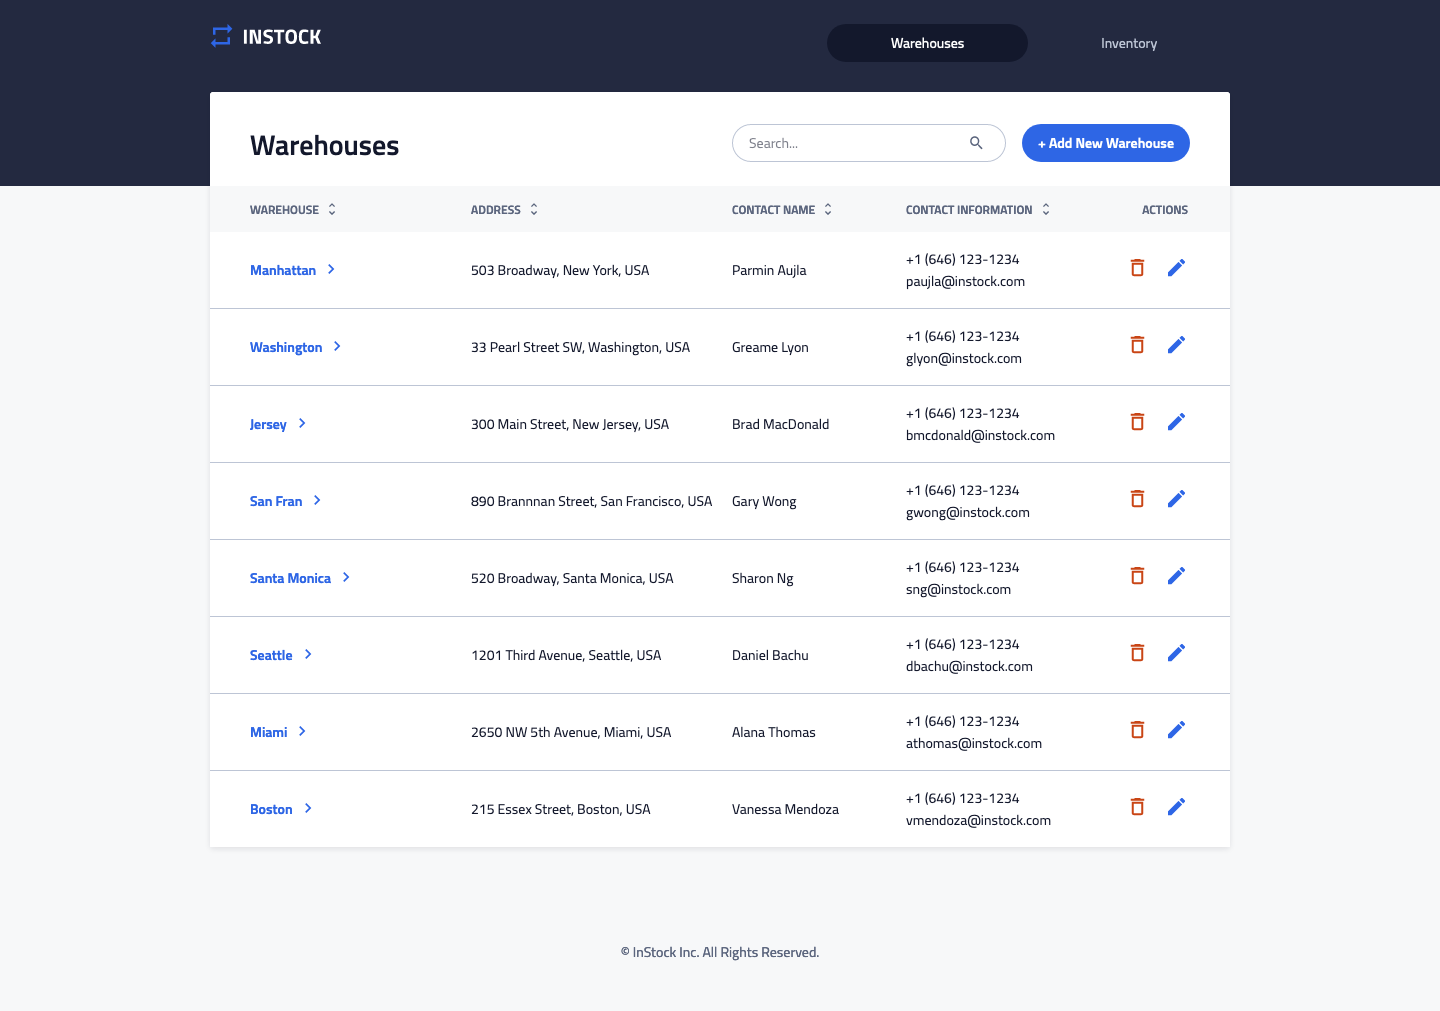 INSTOCK
Warehouses Inventory
Warehouses
Search...
+ Add New Warehouse
WAREHOUSE ADDRESS CONTACT NAME CONTACT INFORMATION ACTIONS
Manhattan 503 Broadway, New York, USA Parmin Aujla +1 (646) 123-1234
paujla@instock.com
Washington 33 Pearl Street SW, Washington, USA Greame Lyon +1 (646) 123-1234
glyon@instock.com
Jersey 300 Main Street, New Jersey, USA Brad MacDonald +1 (646) 123-1234
bmcdonald@instock.com
San Fran 890 Brannnan Street, San Francisco, USA Gary Wong +1 (646) 123-1234
gwong@instock.com
Santa Monica 520 Broadway, Santa Monica, USA Sharon Ng +1 (646) 123-1234
sng@instock.com
Seattle 1201 Third Avenue, Seattle, USA Daniel Bachu +1 (646) 123-1234
dbachu@instock.com
Miami 2650 NW 5th Avenue, Miami, USA Alana Thomas +1 (646) 123-1234
athomas@instock.com
Boston 215 Essex Street, Boston, USA Vanessa Mendoza +1 (646) 123-1234
vmendoza@instock.com
© InStock Inc. All Rights Reserved.